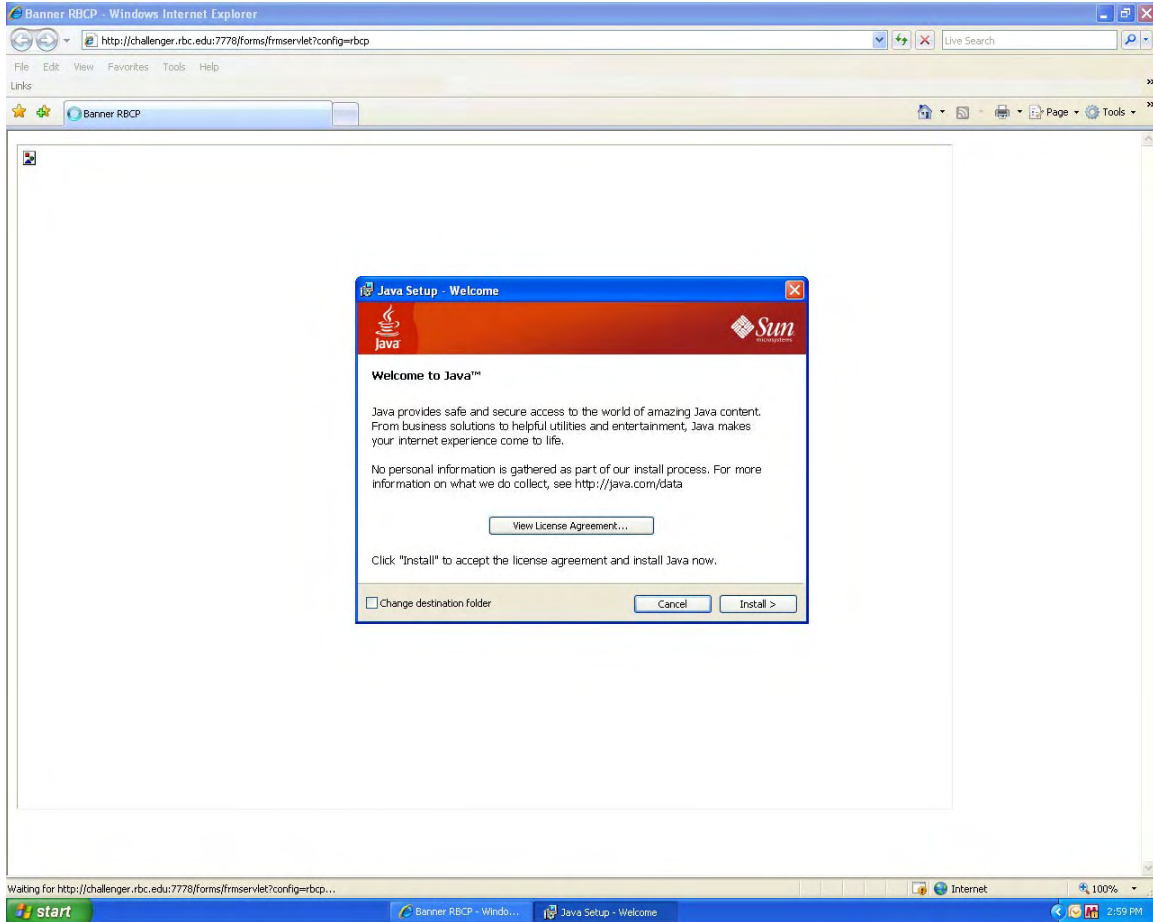 Banner RBCP - Windows Internet Explorer
http://challenger.rbc.edu:7778/forms/frmservlet?config=rbcp
Live Search
File Edit View Favorites Tools Help
Links
Banner RBCP
Page
Tools
Java Setup - Welcome
Java
Sun
microsystems
Welcome to Java™
Java provides safe and secure access to the world of amazing Java content.
From business solutions to helpful utilities and entertainment, Java makes
your internet experience come to life.
No personal information is gathered as part of our install process. For more
information on what we do collect, see http://java.com/data
View License Agreement...
Click "Install" to accept the license agreement and install Java now.
Change destination folder
Cancel
Install >
Waiting for http://challenger.rbc.edu:7778/forms/frmservlet?config=rbcp...
Internet
100%
start
Banner RBCP - Windo...
Java Setup - Welcome
2:59 PM